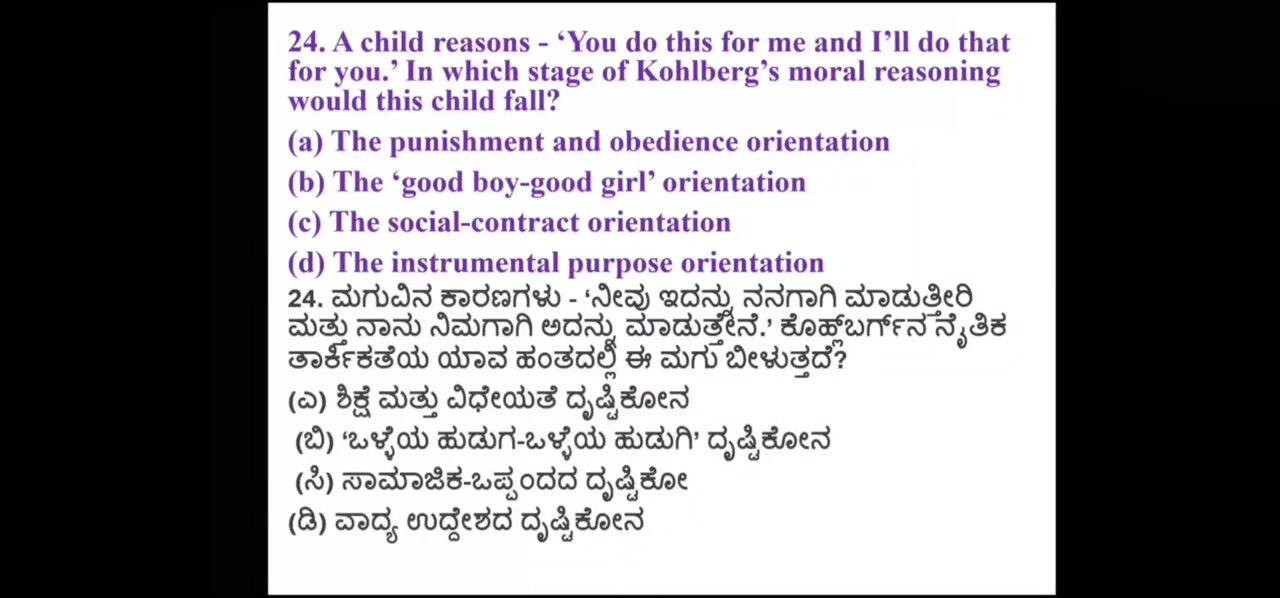 24. A child reasons - ‘You do this for me and I’ll do that
for you.’ In which stage of Kohlberg’s moral reasoning
would this child fall?
(a) The punishment and obedience orientation
(b) The ‘good boy-good girl’ orientation
(c) The social-contract orientation
(d) The instrumental purpose orientation
24. ಮಗುವಿನ ಕಾರಣಗಳು - ‘ನೀವು ಇದನ್ನು ನನಗಾಗಿ ಮಾಡುತ್ತೀರಿ
ಮತ್ತು ನಾನು ನಿಮಗಾಗಿ ಅದನ್ನು ಮಾಡುತ್ತೇನೆ.’ ಕೊಹ್ಲ್‌ಬರ್ಗ್‌ನ ನೈತಿಕ
ತಾರ್ಕಿಕತೆಯ ಯಾವ ಹಂತದಲ್ಲಿ ಈ ಮಗು ಬೀಳುತ್ತದೆ?
(ಎ) ಶಿಕ್ಷೆ ಮತ್ತು ವಿಧೇಯತೆ ದೃಷ್ಟಿಕೋನ
(ಬಿ) ‘ಒಳ್ಳೆಯ ಹುಡುಗ-ಒಳ್ಳೆಯ ಹುಡುಗಿ’ ದೃಷ್ಟಿಕೋನ
(ಸಿ) ಸಾಮಾಜಿಕ-ಒಪ್ಪಂದದ ದೃಷ್ಟಿಕೋ
(ಡಿ) ವಾದ್ಯ ಉದ್ದೇಶದ ದೃಷ್ಟಿಕೋನ